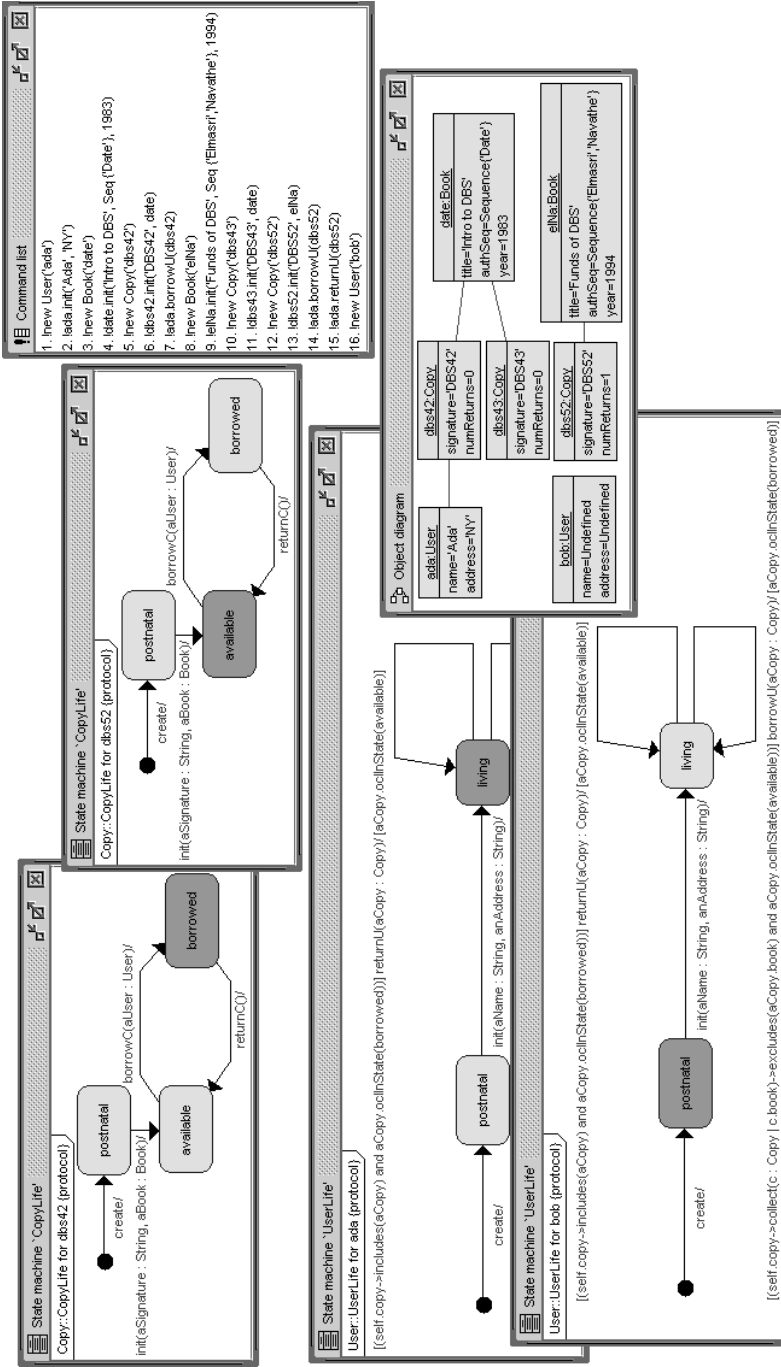 State machine `CopyLife'
Copy::CopyLife for dbs42 {protocol}
create/
postnatal
init(aSignature : String, aBook : Book)/
borrowC(aUser : User)/
available
borrowed
returnC()/
State machine `CopyLife'
Copy::CopyLife for dbs52 {protocol}
create/
postnatal
init(aSignature : String, aBook : Book)/
borrowC(aUser : User)/
available
borrowed
returnC()/
Command list
1. !new User('ada')
2. !ada.init('Ada', 'NY')
3. !new Book('date')
4. !date.init('Intro to DBS', Seq {'Date'}, 1983)
5. !new Copy('dbs42')
6. !dbs42.init('DBS42', date)
7. !ada.borrowU(dbs42)
8. !new Book('elNa')
9. !elNa.init('Funds of DBS', Seq {'Elmasri','Navathe'}, 1994)
10. !new Copy('dbs43')
11. !dbs43.init('DBS43', date)
12. !new Copy('dbs52')
13. !dbs52.init('DBS52', elNa)
14. !ada.borrowU(dbs52)
15. !ada.returnU(dbs52)
16. !new User('bob')
State machine `UserLife'
User::UserLife for ada {protocol}
[(self.copy->includes(aCopy) and aCopy.oclInState(borrowed))] returnU(aCopy : Copy)/ [aCopy.oclInState(available)]
create/
postnatal
init(aName : String, anAddress : String)/
living
State machine `UserLife'
User::UserLife for bob {protocol}
[(self.copy->includes(aCopy) and aCopy.oclInState(borrowed))] returnU(aCopy : Copy)/ [aCopy.oclInState(available)]
create/
postnatal
init(aName : String, anAddress : String)/
living
[(self.copy->collect(c : Copy | c.book)->excludes(aCopy.book) and aCopy.oclInState(available))] borrowU(aCopy : Copy)/ [aCopy.oclInState(borrowed)]
Object diagram
ada:User
name='Ada'
address='NY'
dbs42:Copy
signature='DBS42'
numReturns=0
date:Book
title='Intro to DBS'
authSeq=Sequence{'Date'}
year=1983
dbs43:Copy
signature='DBS43'
numReturns=0
bob:User
name=Undefined
address=Undefined
dbs52:Copy
signature='DBS52'
numReturns=1
elNa:Book
title='Funds of DBS'
authSeq=Sequence{'Elmasri','Navathe'}
year=1994